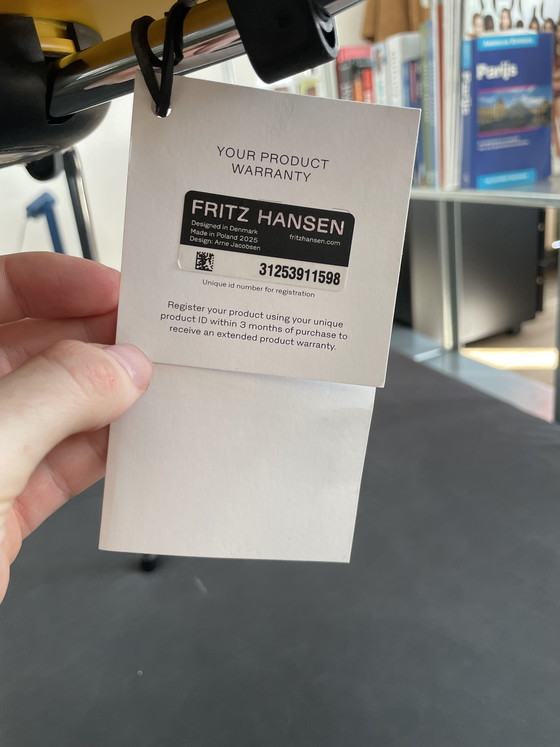 YOUR PRODUCT
WARRANTY
FRITZ HANSEN
Designed in Denmark
Made in Poland 2025
Design: Arne Jacobsen
fritzhansen.com
31253911598
Unique id number for registration
Register your product using your unique
product ID within 3 months of purchase to
receive an extended product warranty.
Parijs
Parijs